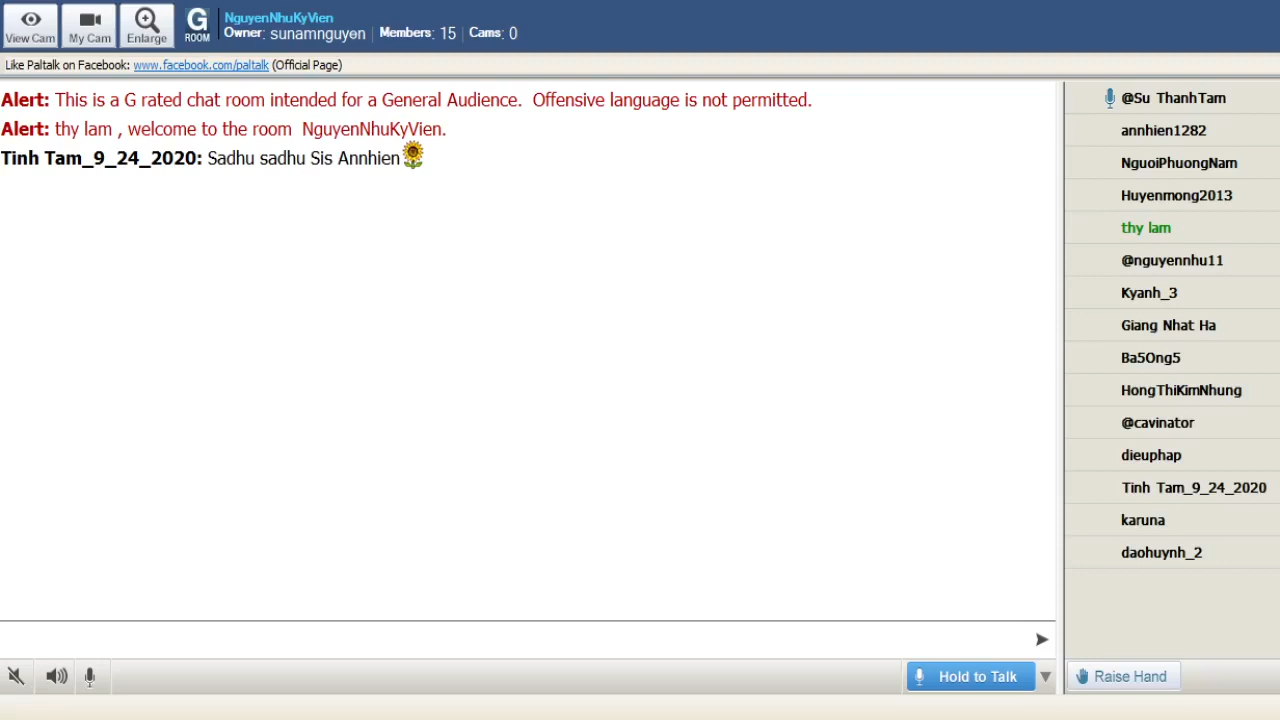 View Cam
My Cam
Enlarge
G
ROOM
NguyenNhuKyVien
Owner: sunamnguyen | Members: 15 | Cams: 0
Like Paltalk on Facebook: www.facebook.com/paltalk (Official Page)
Alert: This is a G rated chat room intended for a General Audience.  Offensive language is not permitted.
Alert: thy lam , welcome to the room  NguyenNhuKyVien.
Tinh Tam_9_24_2020: Sadhu sadhu Sis Annhien
@Su ThanhTam
annhien1282
NguoiPhuongNam
Huyenmong2013
thy lam
@nguyennhu11
Kyanh_3
Giang Nhat Ha
Ba5Ong5
HongThiKimNhung
@cavinator
dieuphap
Tinh Tam_9_24_2020
karuna
daohuynh_2
Hold to Talk
Raise Hand